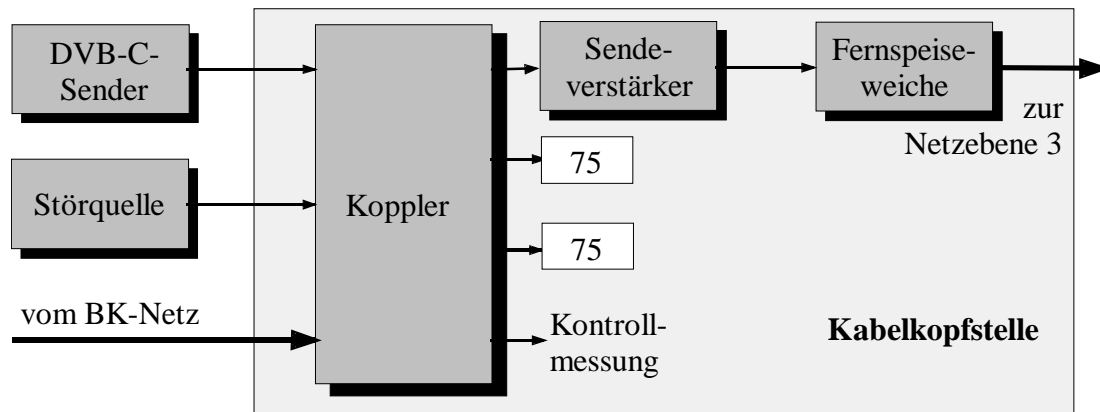 DVB-C-
Sender
Störquelle
vom BK-Netz
Koppler
Sende-
verstärker
Fernspeise-
weiche
zur
Netzebene 3
75
75
Kontroll-
messung
Kabelkopfstelle